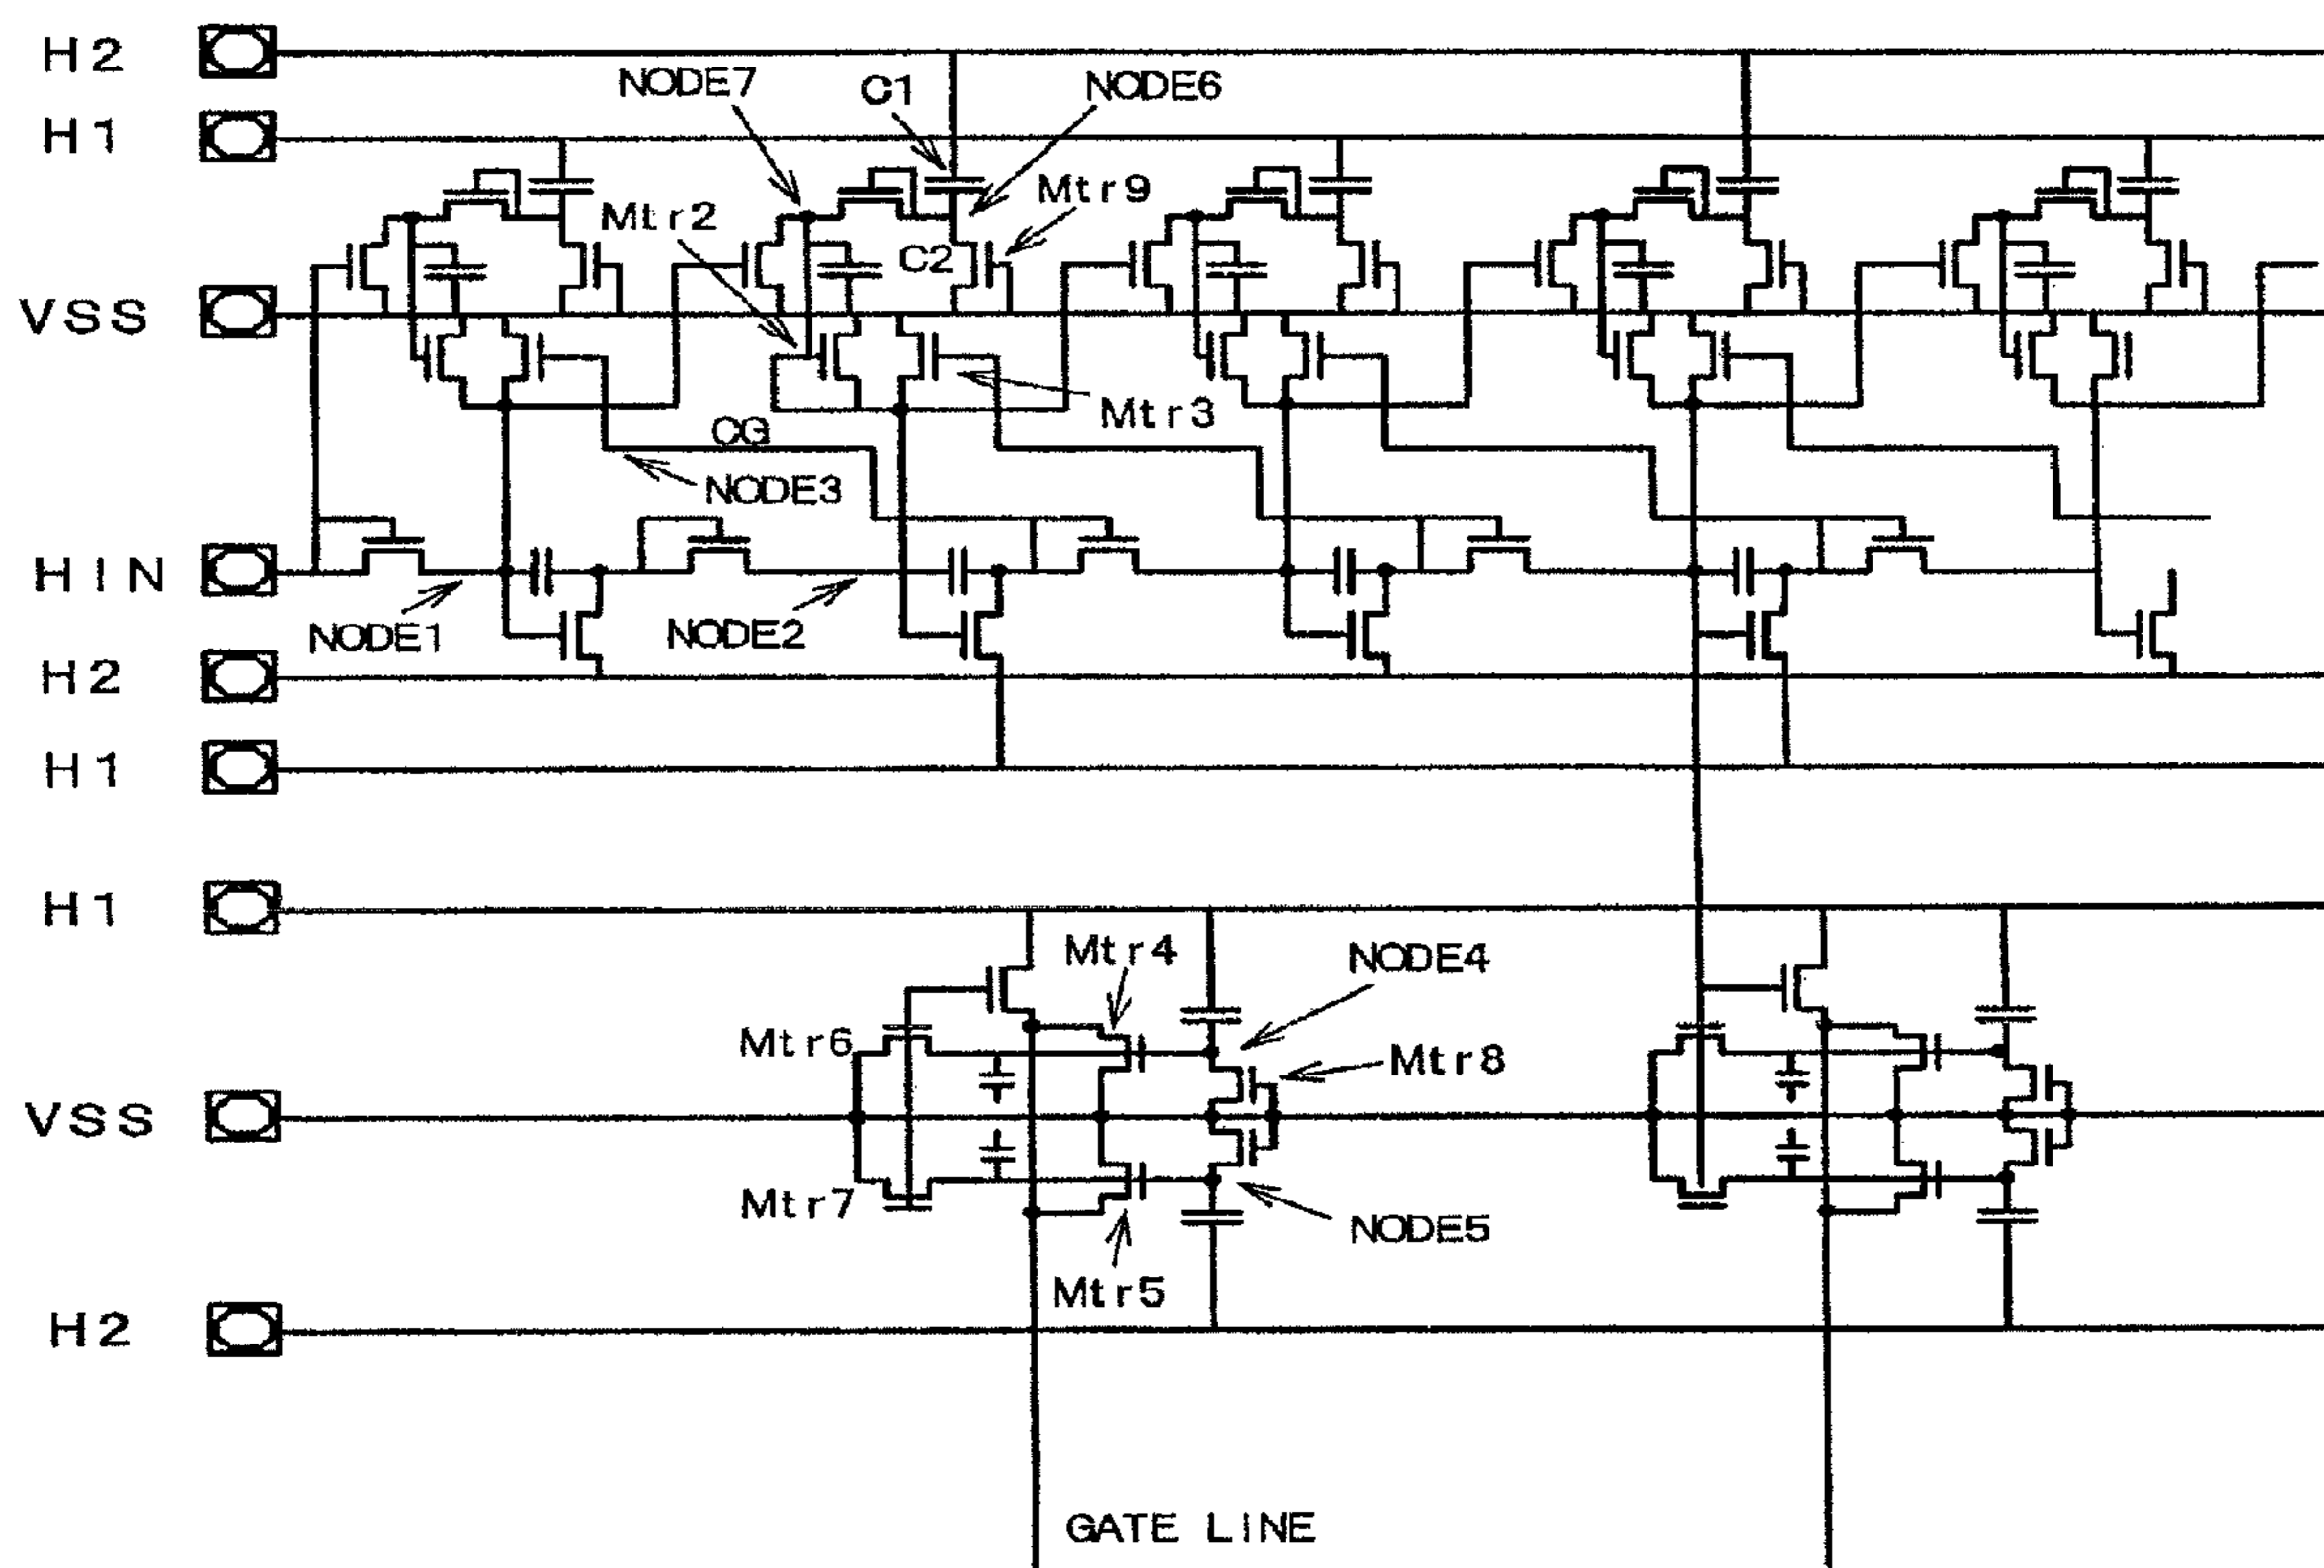 H2
NODE7
C1
NODE6
H1
Mtr9
Mtr2
C2
VSS
Mtr3
CG
NODE3
HIN
NODE1
NODE2
H2
H1
H1
Mtr4
NODE4
Mtr6
Mtr8
VSS
Mtr7
NODE5
Mtr5
H2
GATE LINE